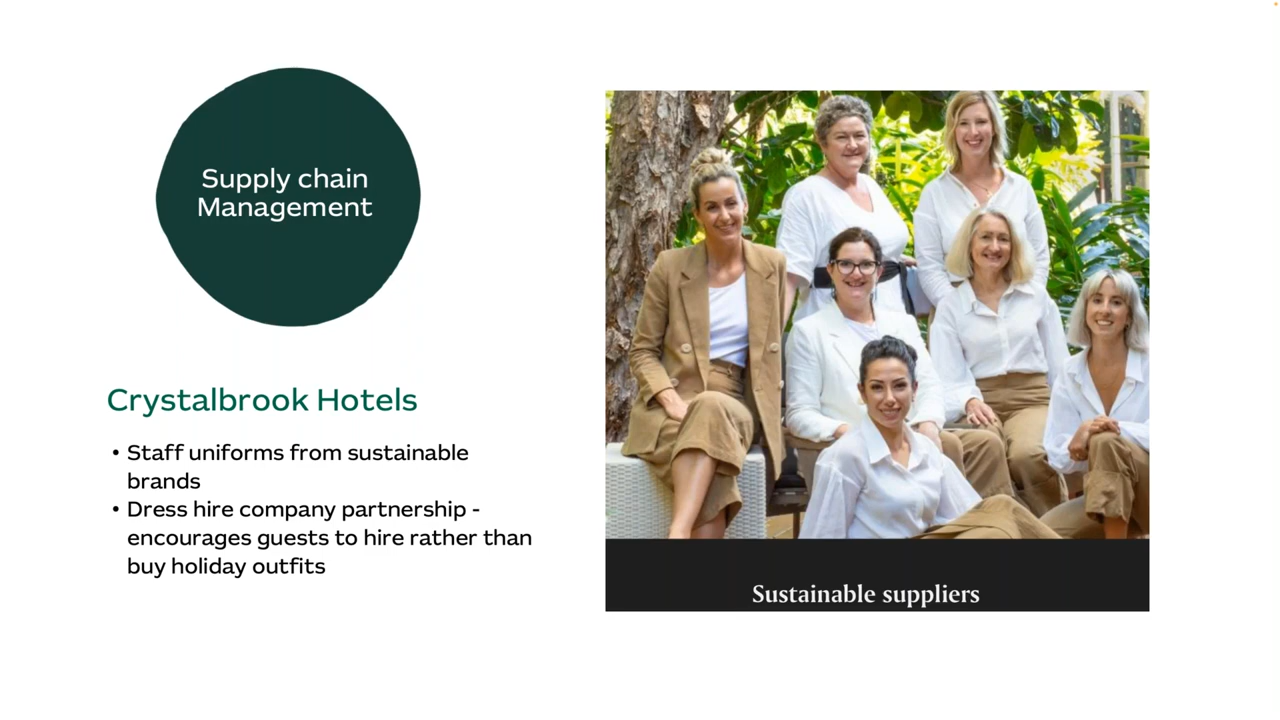 Supply chain
Management
Crystalbrook Hotels
• Staff uniforms from sustainable
brands
• Dress hire company partnership -
encourages guests to hire rather than
buy holiday outfits
Sustainable suppliers